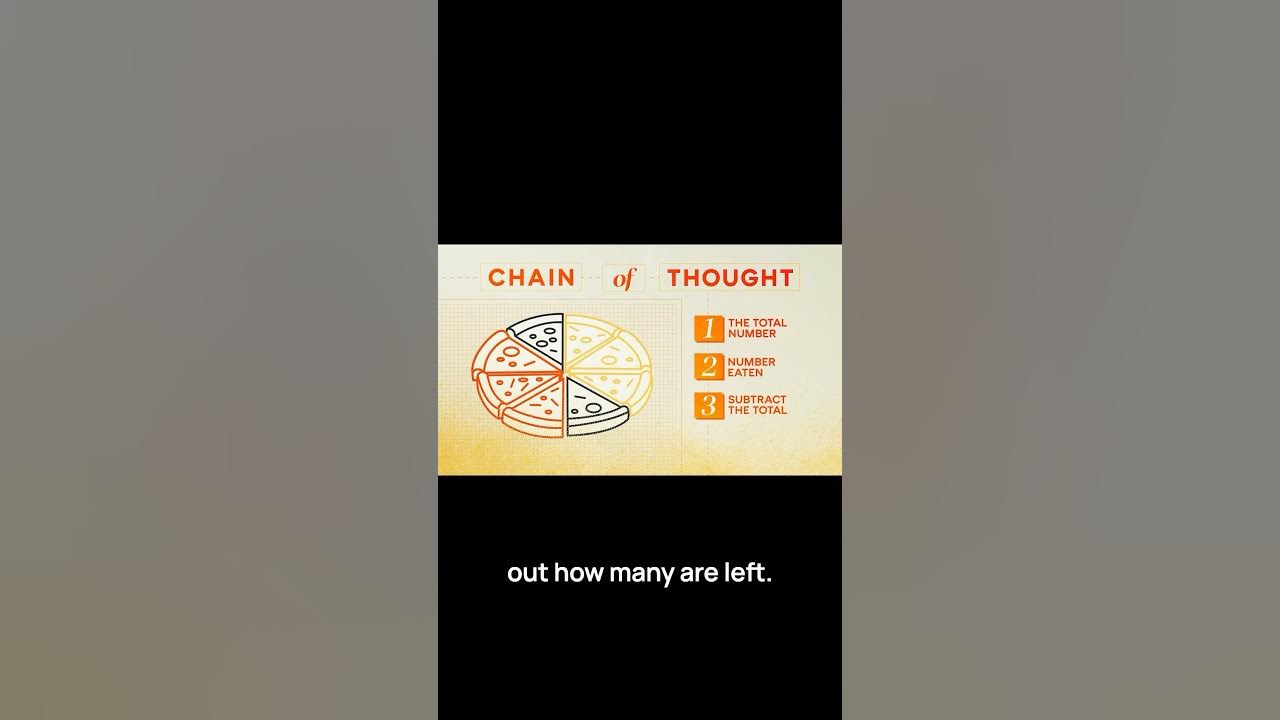 CHAIN of THOUGHT
1 THE TOTAL
NUMBER
2 NUMBER
EATEN
3 SUBTRACT
THE TOTAL
out how many are left.